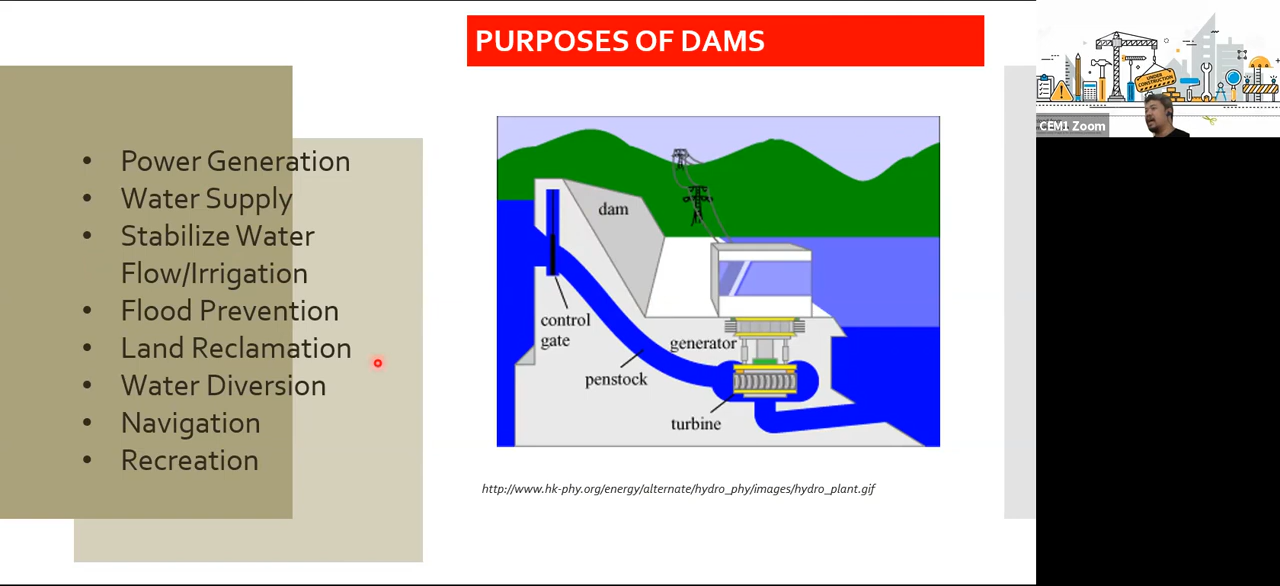 PURPOSES OF DAMS
• Power Generation
• Water Supply
• Stabilize Water
Flow/Irrigation
• Flood Prevention
• Land Reclamation
• Water Diversion
• Navigation
• Recreation
dam
control
gate
generator
penstock
turbine
http://www.hk-phy.org/energy/alternate/hydro_phy/images/hydro_plant.gif
UNDER
CONSTRUCTION
CEM1 Zoom